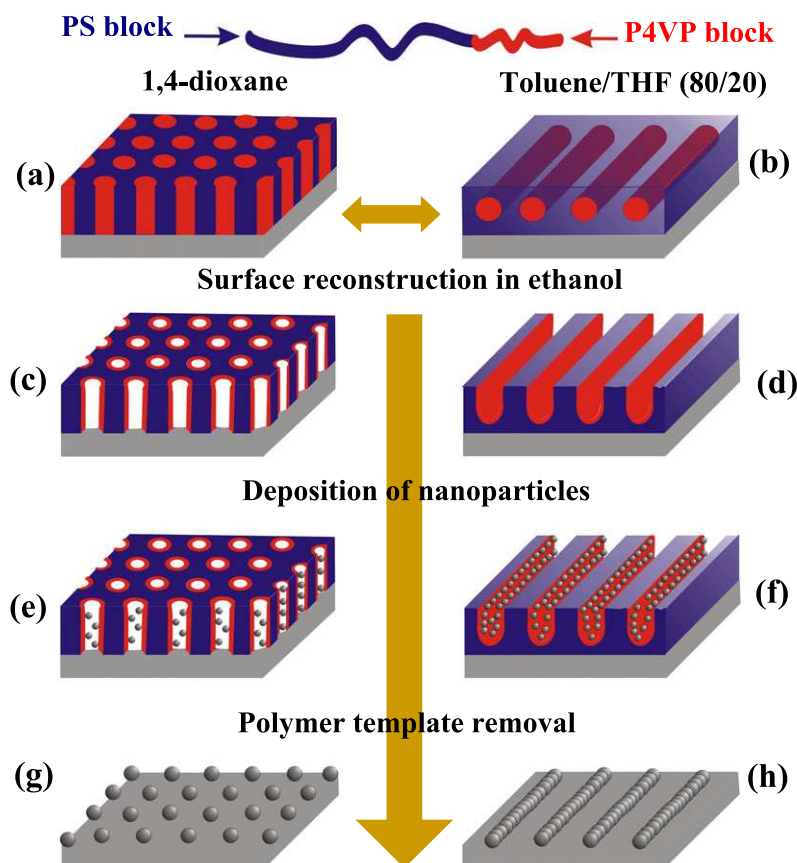 PS block
P4VP block
1,4-dioxane
Toluene/THF (80/20)
(a)
(b)
Surface reconstruction in ethanol
(c)
(d)
Deposition of nanoparticles
(e)
(f)
Polymer template removal
(g)
(h)